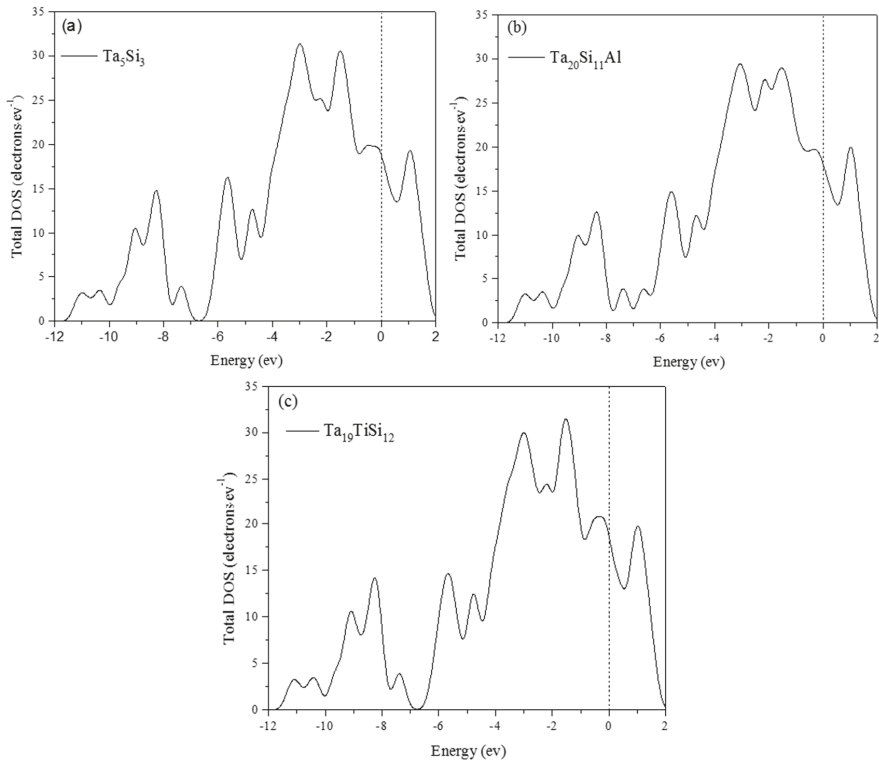 (a)
Ta5Si3
Total DOS (electrons·ev-1)
35
30
25
20
15
10
5
0
-12 -10 -8 -6 -4 -2 0 2
Energy (ev)
(b)
Ta20Si11Al
Total DOS (electrons·ev-1)
35
30
25
20
15
10
5
0
-12 -10 -8 -6 -4 -2 0 2
Energy (ev)
(c)
Ta19TiSi12
Total DOS (electrons·ev-1)
35
30
25
20
15
10
5
0
-12 -10 -8 -6 -4 -2 0 2
Energy (ev)